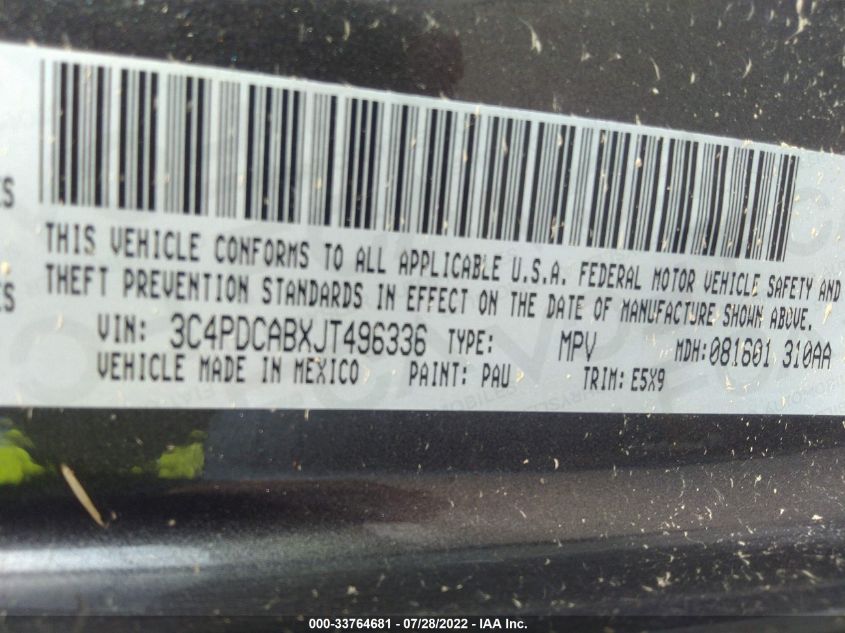 ES
THIS VEHICLE CONFORMS TO ALL APPLICABLE U.S.A. FEDERAL MOTOR VEHICLE SAFETY AND
ES
THEFT PREVENTION STANDARDS IN EFFECT ON THE DATE OF MANUFACTURE SHOWN ABOVE.
VIN: 3C4PDCABXJT496336 TYPE: MPV MDH: 081601 310AA
VEHICLE MADE IN MEXICO PAINT: PAU TRIM: E5X9
000-33764681 / 07/28/2022 - IAA Inc.